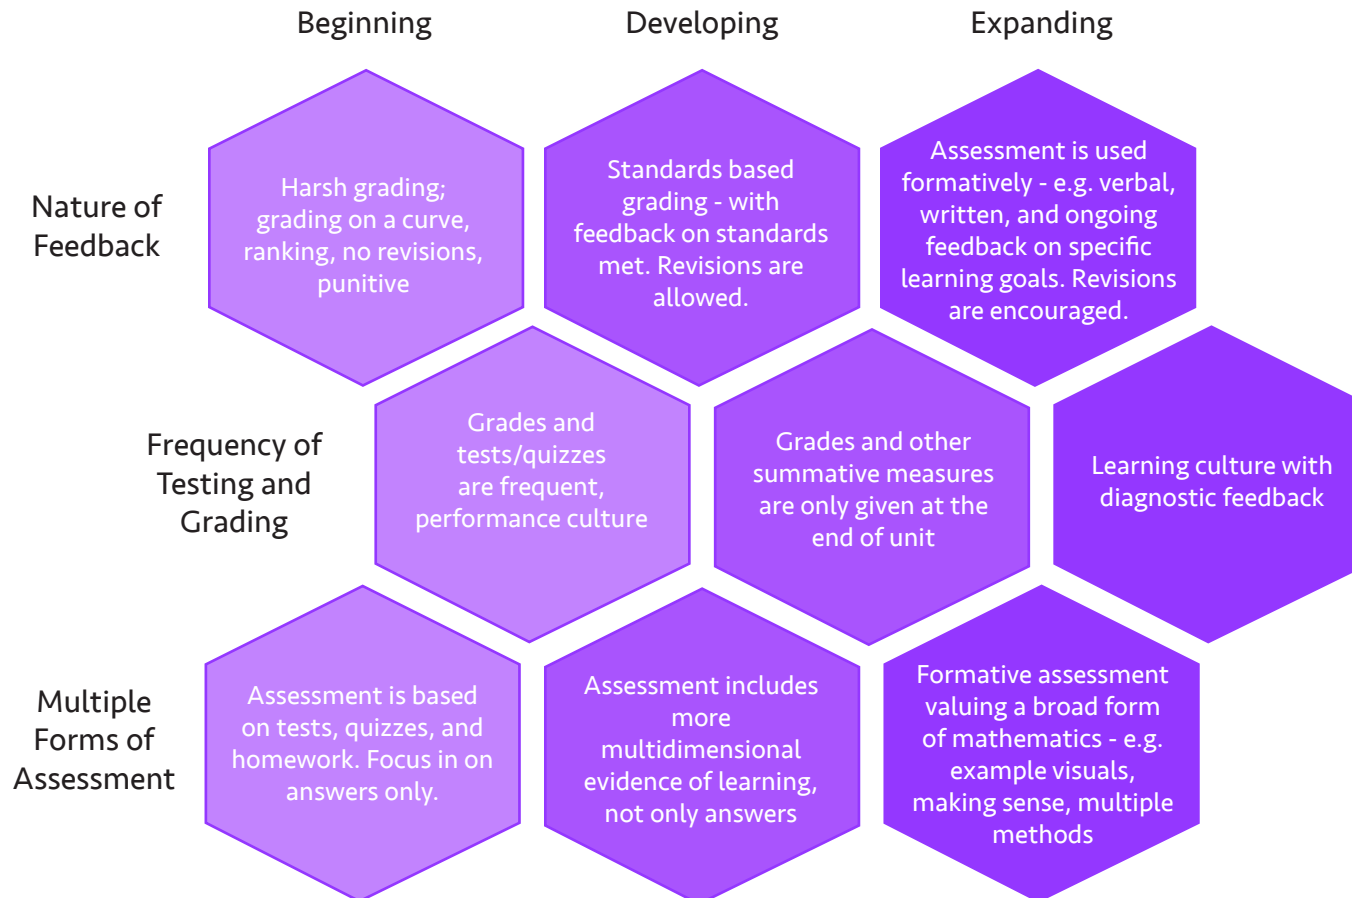 Beginning
Developing
Expanding
Nature of
Feedback
Harsh grading;
grading on a curve,
ranking, no revisions,
punitive
Standards based
grading - with
feedback on standards
met. Revisions are
allowed.
Assessment is used
formatively - e.g. verbal,
written, and ongoing
feedback on specific
learning goals. Revisions
are encouraged.
Frequency of
Testing and
Grading
Grades and
tests/quizzes
are frequent,
performance culture
Grades and other
summative measures
are only given at the
end of unit
Learning culture with
diagnostic feedback
Multiple
Forms of
Assessment
Assessment is based
on tests, quizzes, and
homework. Focus in on
answers only.
Assessment includes
more
multidimensional
evidence of learning,
not only answers
Formative assessment
valuing a broad form
of mathematics - e.g.
example visuals,
making sense, multiple
methods